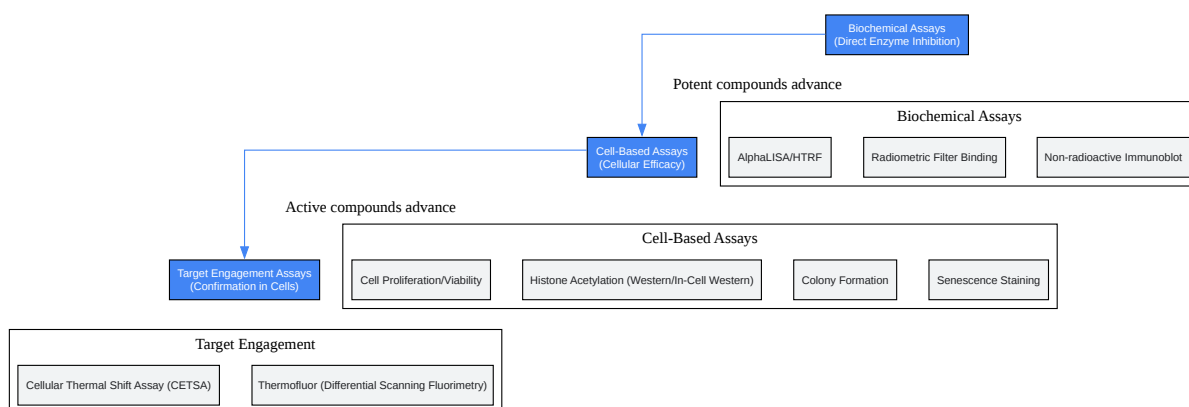 Biochemical Assays
(Direct Enzyme Inhibition)
Potent compounds advance
Biochemical Assays
AlphaLISA/HTRF
Radiometric Filter Binding
Non-radioactive Immunoblot
Cell-Based Assays
(Cellular Efficacy)
Active compounds advance
Cell-Based Assays
Cell Proliferation/Viability
Histone Acetylation (Western/In-Cell Western)
Colony Formation
Senescence Staining
Target Engagement Assays
(Confirmation in Cells)
Target Engagement
Cellular Thermal Shift Assay (CETSA)
Thermofluor (Differential Scanning Fluorimetry)